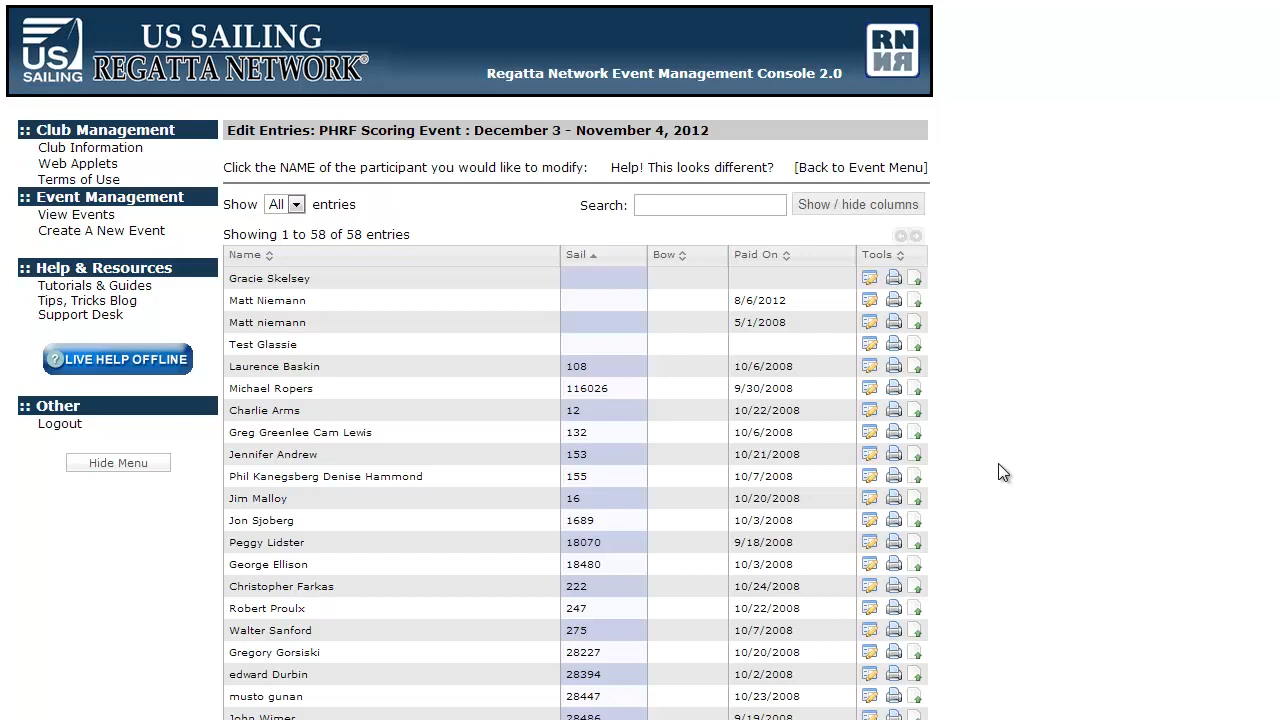 US SAILING
US SAILING
REGATTA NETWORK®
Regatta Network Event Management Console 2.0
RN
NR
:: Club Management
Club Information
Web Applets
Terms of Use
:: Event Management
View Events
Create A New Event
:: Help & Resources
Tutorials & Guides
Tips, Tricks Blog
Support Desk
? LIVE HELP OFFLINE
:: Other
Logout
Hide Menu
Edit Entries: PHRF Scoring Event : December 3 - November 4, 2012
Click the NAME of the participant you would like to modify: Help! This looks different? [Back to Event Menu]
Show All entries Search: Show / hide columns
Showing 1 to 58 of 58 entries
Name Sail Bow Paid On Tools
Gracie Skelsey
Matt Niemann 8/6/2012
Matt niemann 5/1/2008
Test Glassie
Laurence Baskin 108 10/6/2008
Michael Ropers 116026 9/30/2008
Charlie Arms 12 10/22/2008
Greg Greenlee Cam Lewis 132 10/6/2008
Jennifer Andrew 153 10/21/2008
Phil Kanegsberg Denise Hammond 155 10/7/2008
Jim Malloy 16 10/20/2008
Jon Sjoberg 1689 10/3/2008
Peggy Lidster 18070 9/18/2008
George Ellison 18480 10/3/2008
Christopher Farkas 222 10/24/2008
Robert Proulx 247 10/22/2008
Walter Sanford 275 10/7/2008
Gregory Gorsiski 28227 10/20/2008
edward Durbin 28394 10/2/2008
musto gunan 28447 10/23/2008
John Wimer 28486 9/19/2008